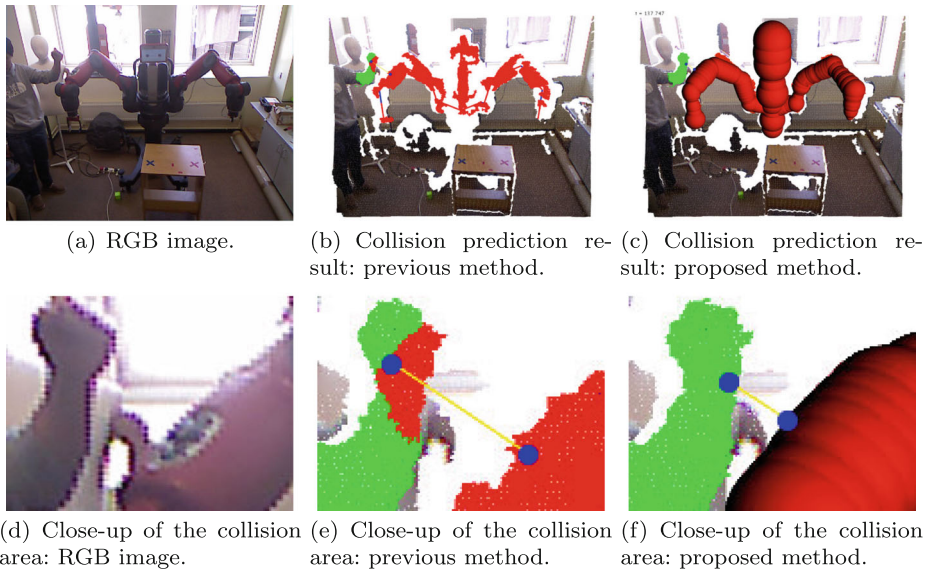 t = 117.747
(a) RGB image.
(b) Collision prediction re-
sult: previous method.
(c) Collision prediction re-
sult: proposed method.
(d) Close-up of the collision
area: RGB image.
(e) Close-up of the collision
area: previous method.
(f) Close-up of the collision
area: proposed method.